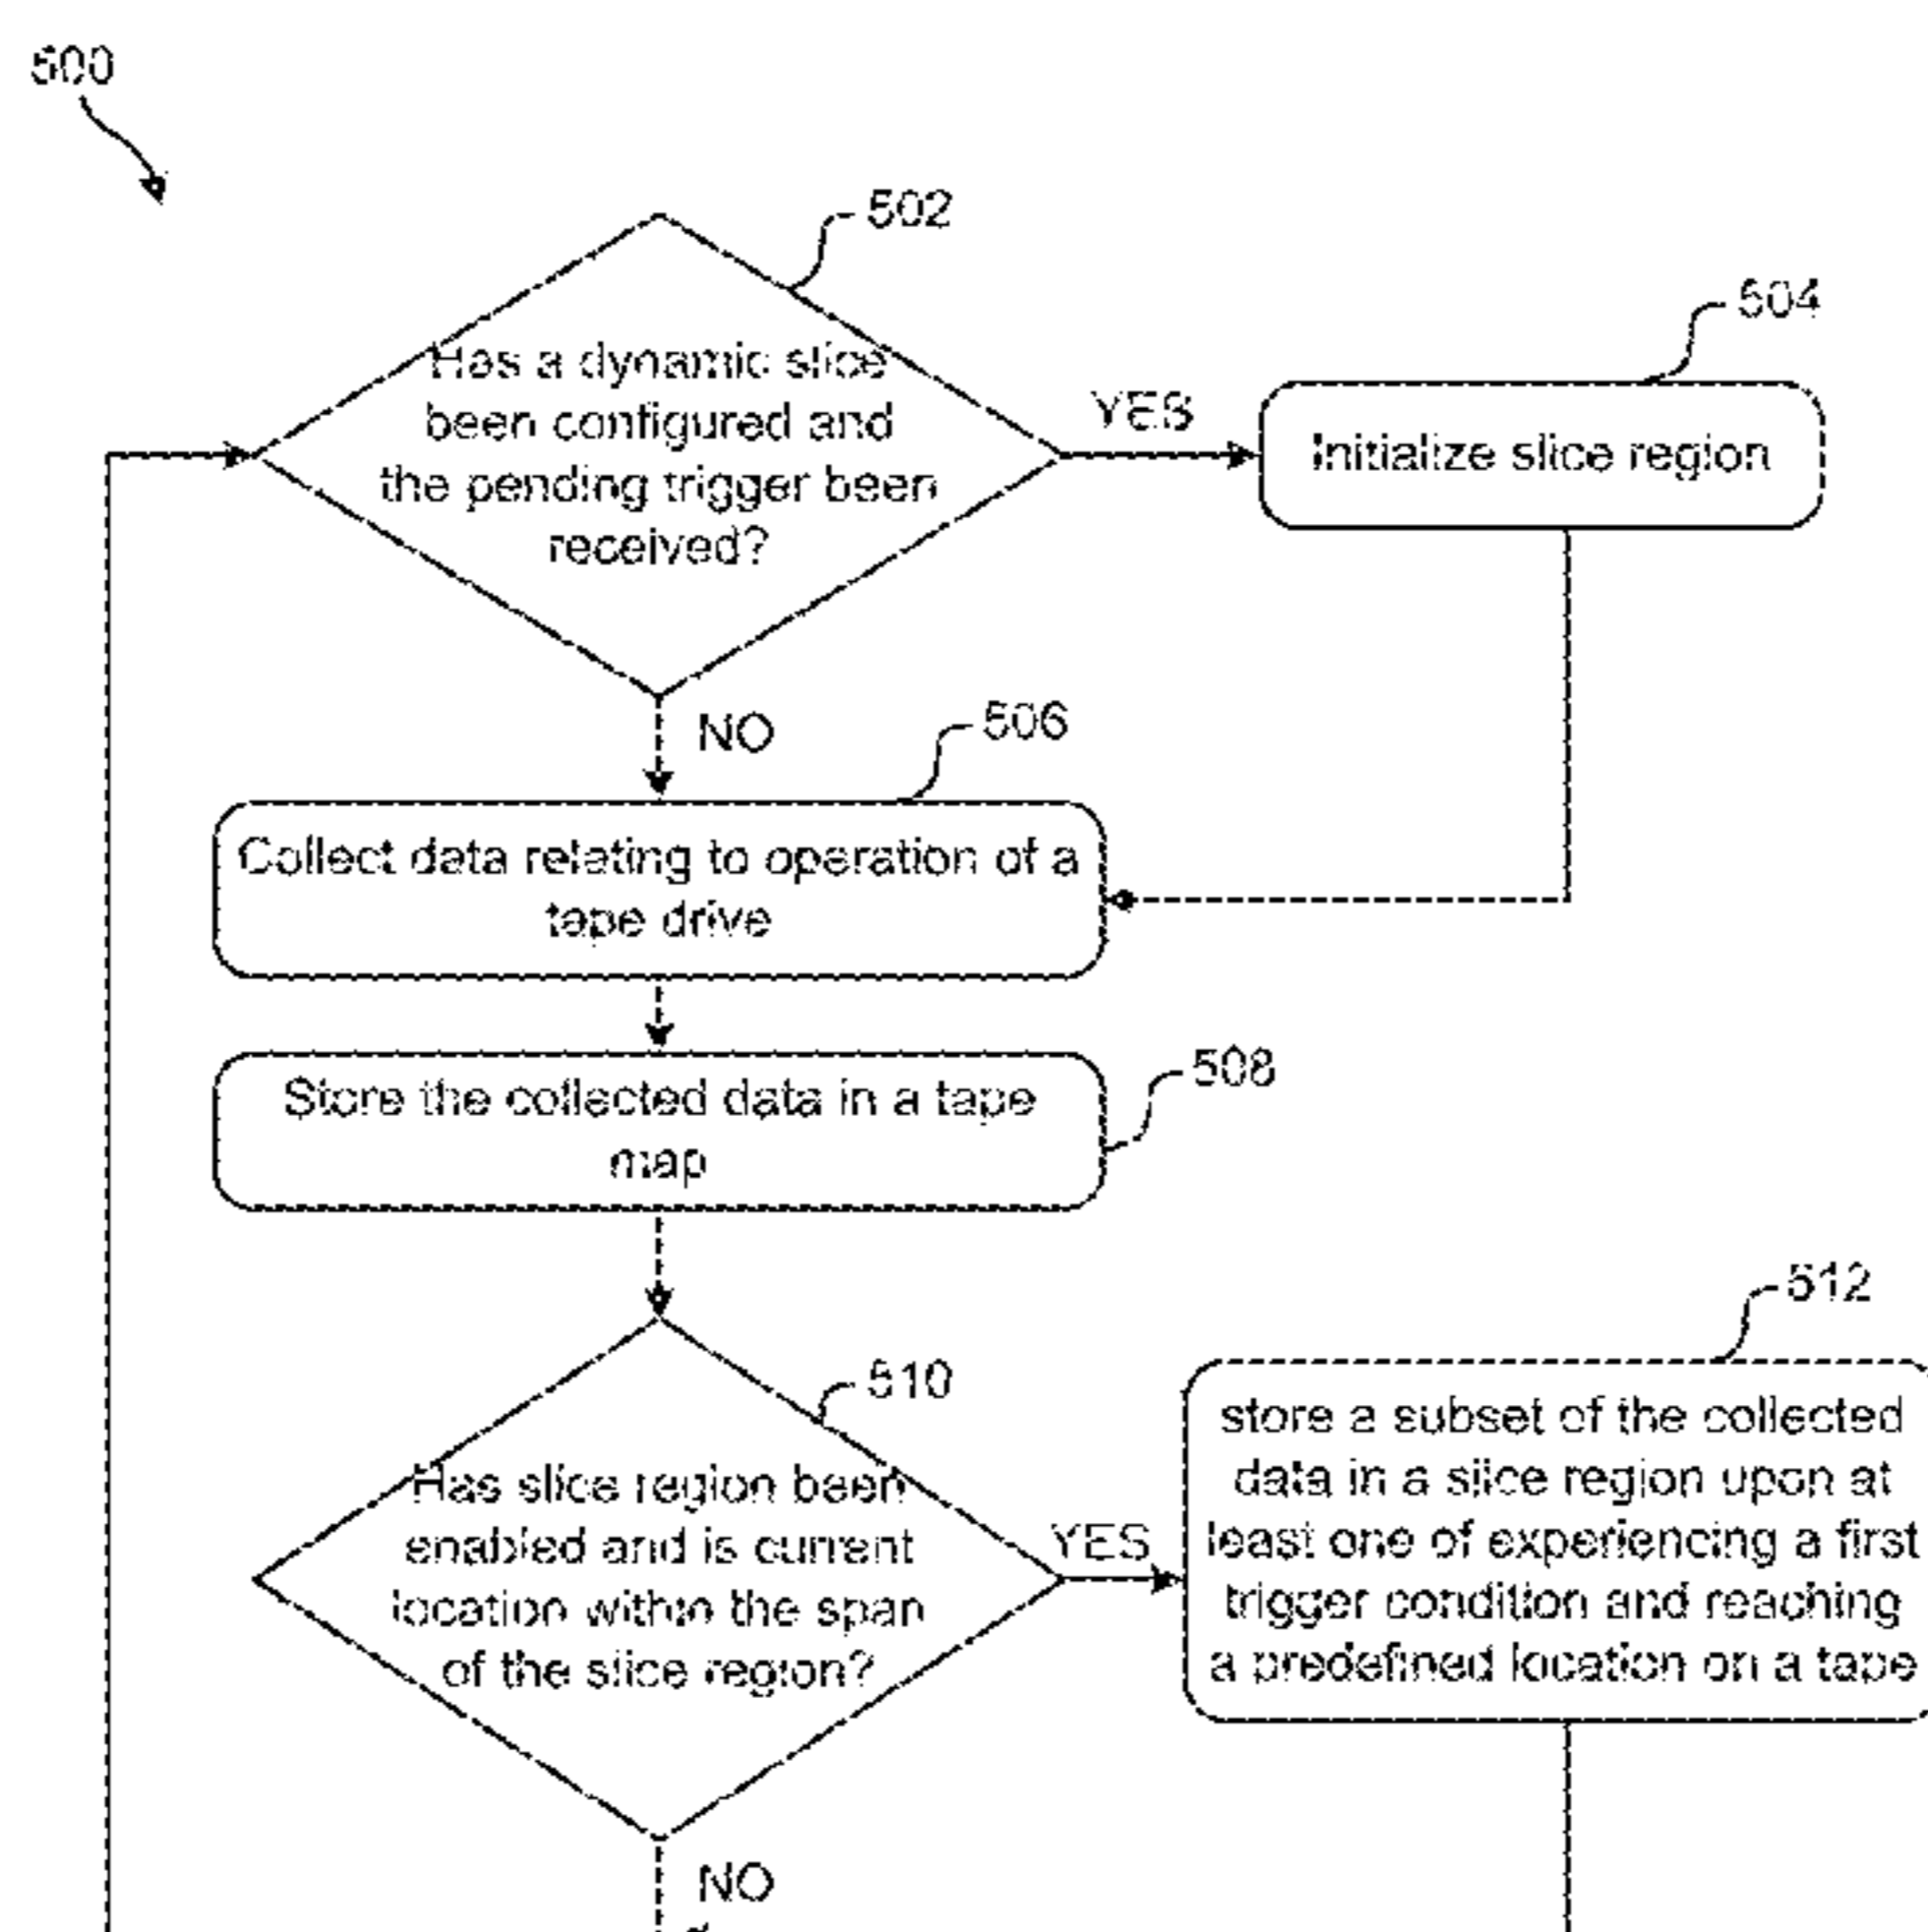 500
502
Has a dynamic slice
been configured and
the pending trigger been
received?
YES
504
Initialize slice region
NO
506
Collect data relating to operation of a
tape drive
508
Store the collected data in a tape
map
510
Has slice region been
enabled and is current
location within the span
of the slice region?
YES
512
store a subset of the collected
data in a slice region upon at
least one of experiencing a first
trigger condition and reaching
a predefined location on a tape
NO